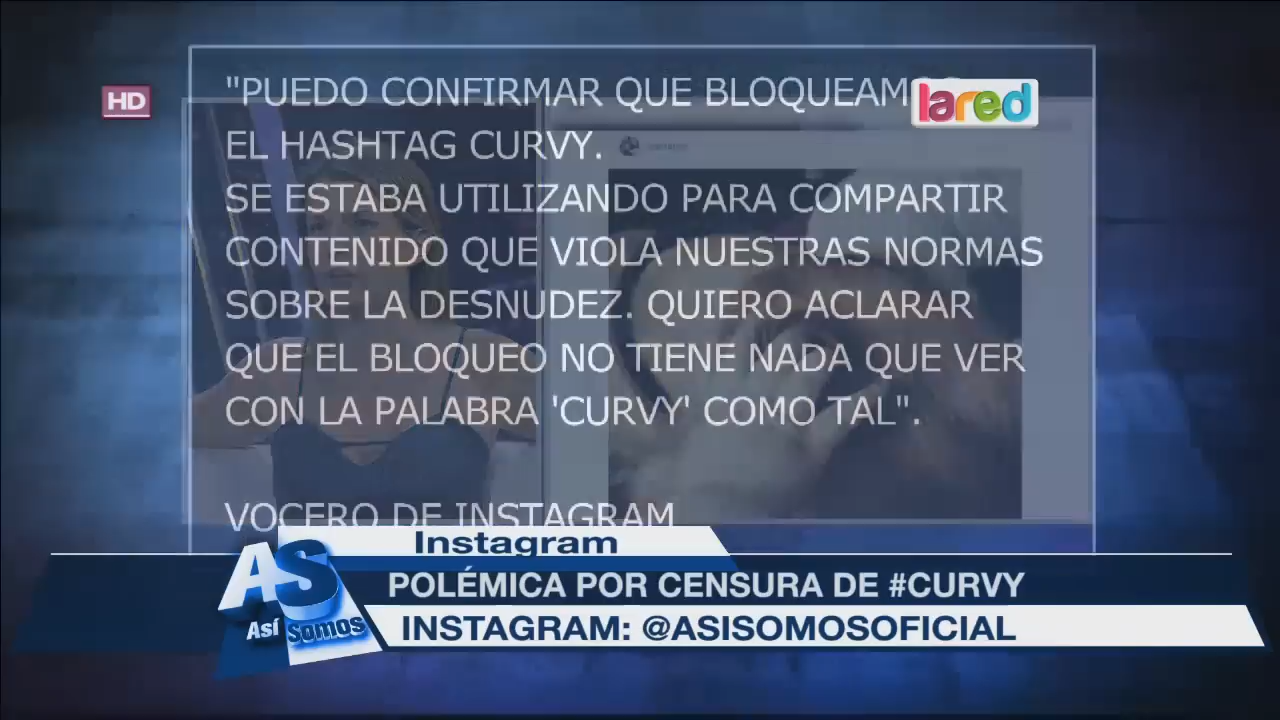 HD
"PUEDO CONFIRMAR QUE BLOQUEAMOS
lared
EL HASHTAG CURVY.
SE ESTABA UTILIZANDO PARA COMPARTIR
CONTENIDO QUE VIOLA NUESTRAS NORMAS
SOBRE LA DESNUDEZ. QUIERO ACLARAR
QUE EL BLOQUEO NO TIENE NADA QUE VER
CON LA PALABRA 'CURVY' COMO TAL".
VOCERO DE INSTAGRAM
Instagram
POLÉMICA POR CENSURA DE #CURVY
INSTAGRAM: @ASISOMOSOFICIAL
AS
Así Somos